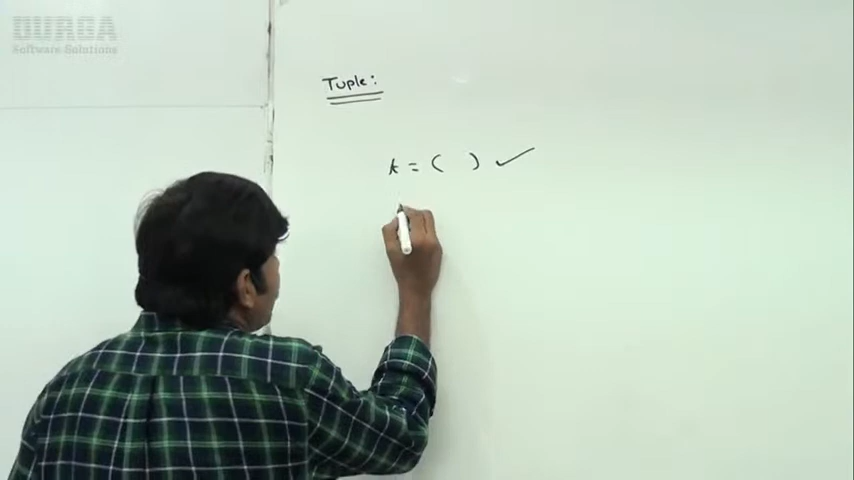 DURGA
Software Solutions
Tuple:
t = ( ) ✓